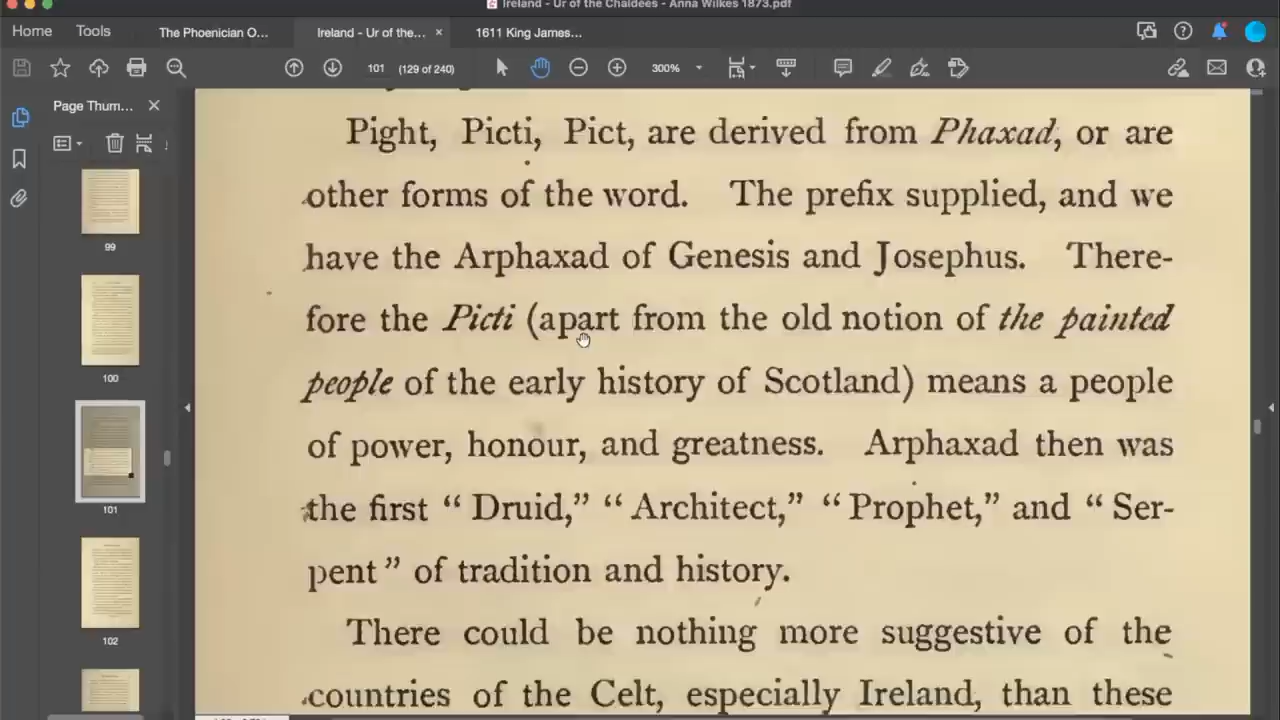 Ireland - Ur of the Chaldees - Anna Wilkes 1873.pdf
Home Tools The Phoenician O... Ireland - Ur of the... × 1611 King James...
101 (129 of 240) 300%
Page Thum... ×
Pight, Picti, Pict, are derived from Phaxad, or are
other forms of the word. The prefix supplied, and we
have the Arphaxad of Genesis and Josephus. There-
fore the Picti (apart from the old notion of the painted
people of the early history of Scotland) means a people
of power, honour, and greatness. Arphaxad then was
the first “ Druid,” “ Architect,” “ Prophet,” and “ Ser-
pent ” of tradition and history.
There could be nothing more suggestive of the
countries of the Celt, especially Ireland, than these
99
100
101
102